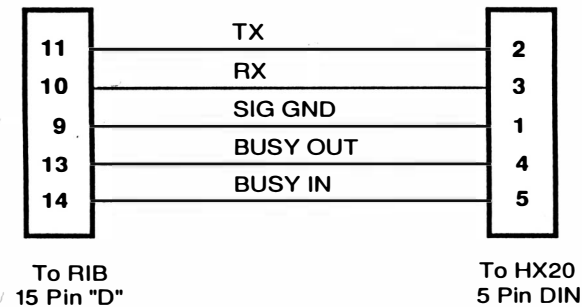 11 TX 2
10 RX 3
9 SIG GND 1
13 BUSY OUT 4
14 BUSY IN 5
To RIB To HX20
15 Pin "D" 5 Pin DIN